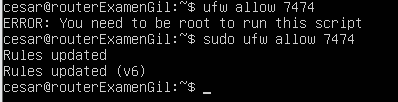 cesar@routerExamenGil:~$ ufw allow 7474
ERROR: You need to be root to run this script
cesar@routerExamenGil:~$ sudo ufw allow 7474
Rules updated
Rules updated (v6)
cesar@routerExamenGil:~$ _